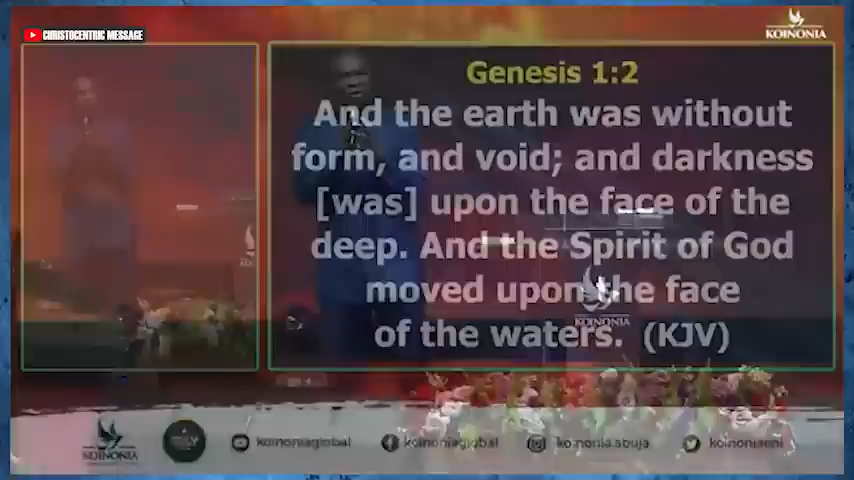 CHRISTOCENTRIC MESSAGE
KOINONIA
Genesis 1:2
And the earth was without
form, and void; and darkness
[was] upon the face of the
deep. And the Spirit of God
moved upon the face
of the waters. (KJV)
KOINONIA
KOINONIA
koinoniaglobal
koinoniaglobal
koinonia.abuja
koinoniaeni